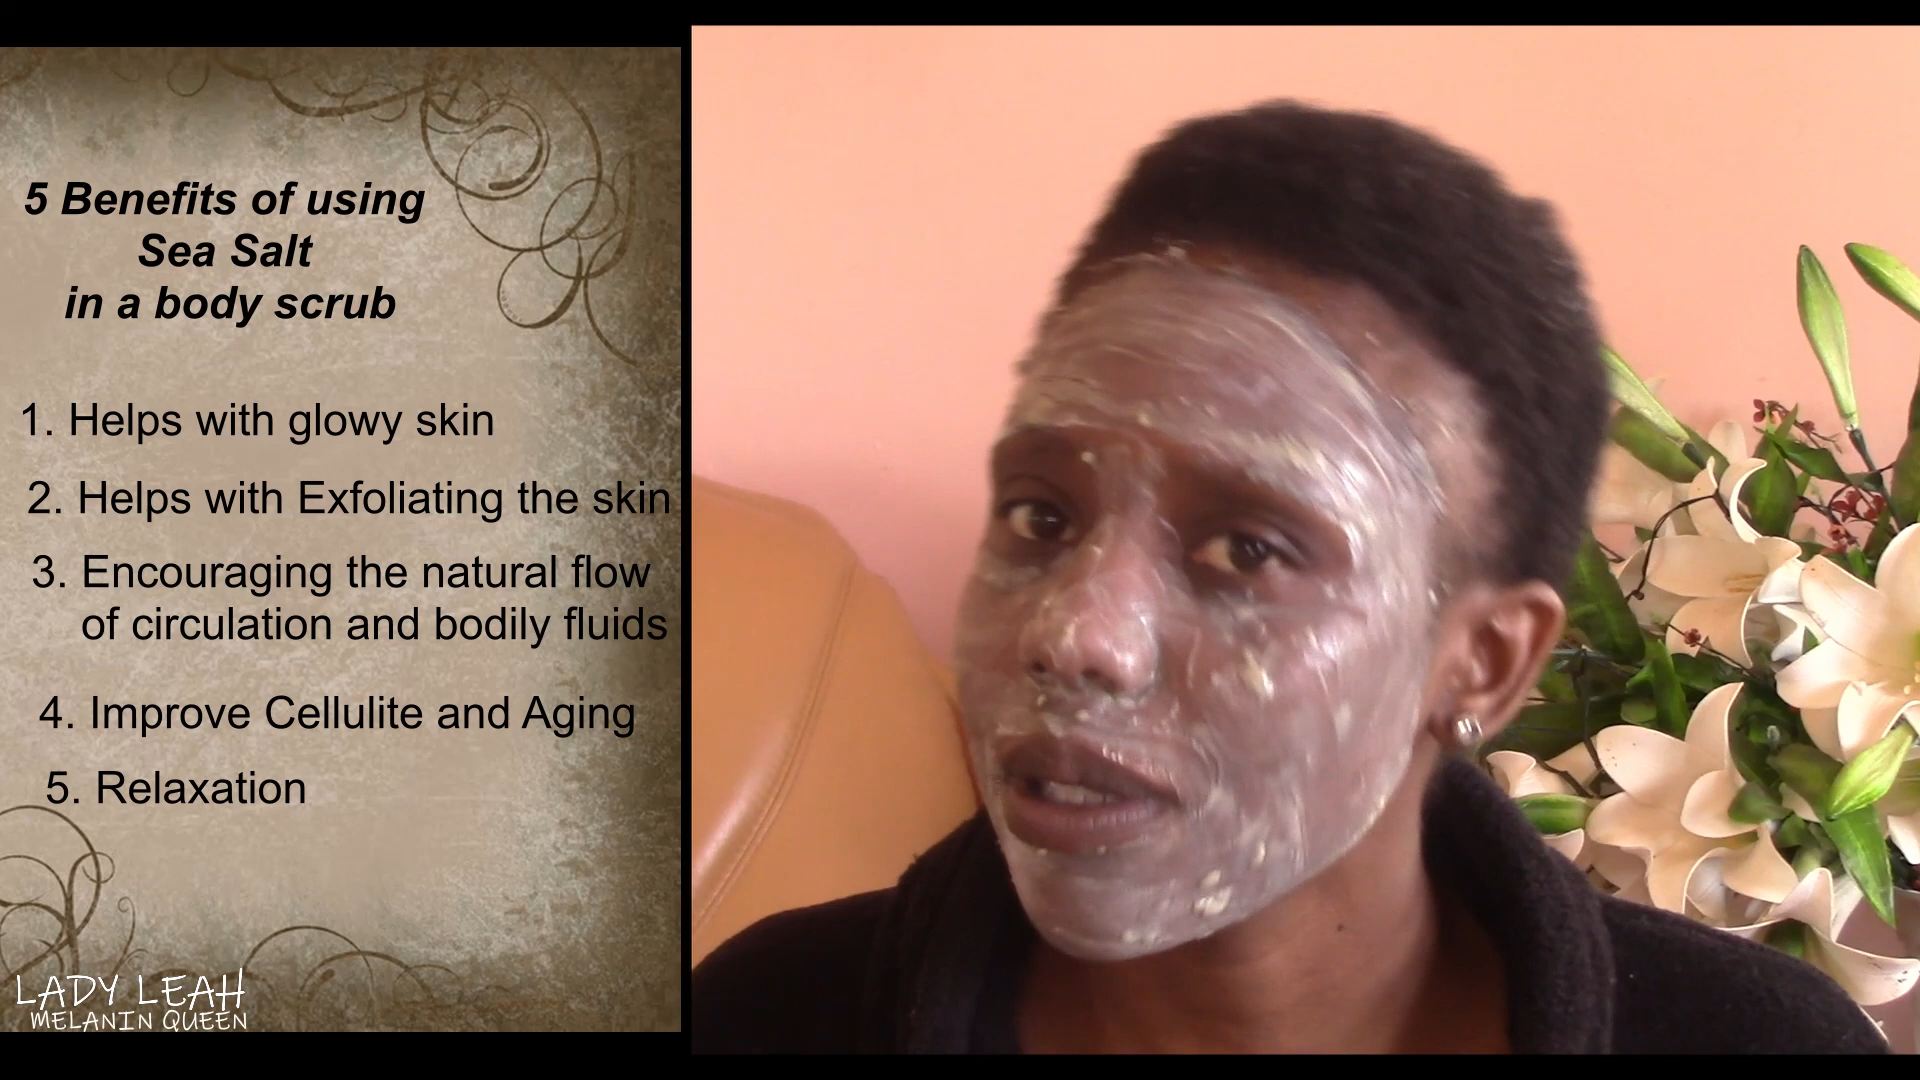 5 Benefits of using
Sea Salt
in a body scrub
1. Helps with glowy skin
2. Helps with Exfoliating the skin
3. Encouraging the natural flow
of circulation and bodily fluids
4. Improve Cellulite and Aging
5. Relaxation
LADY LEAH
MELANIN QUEEN